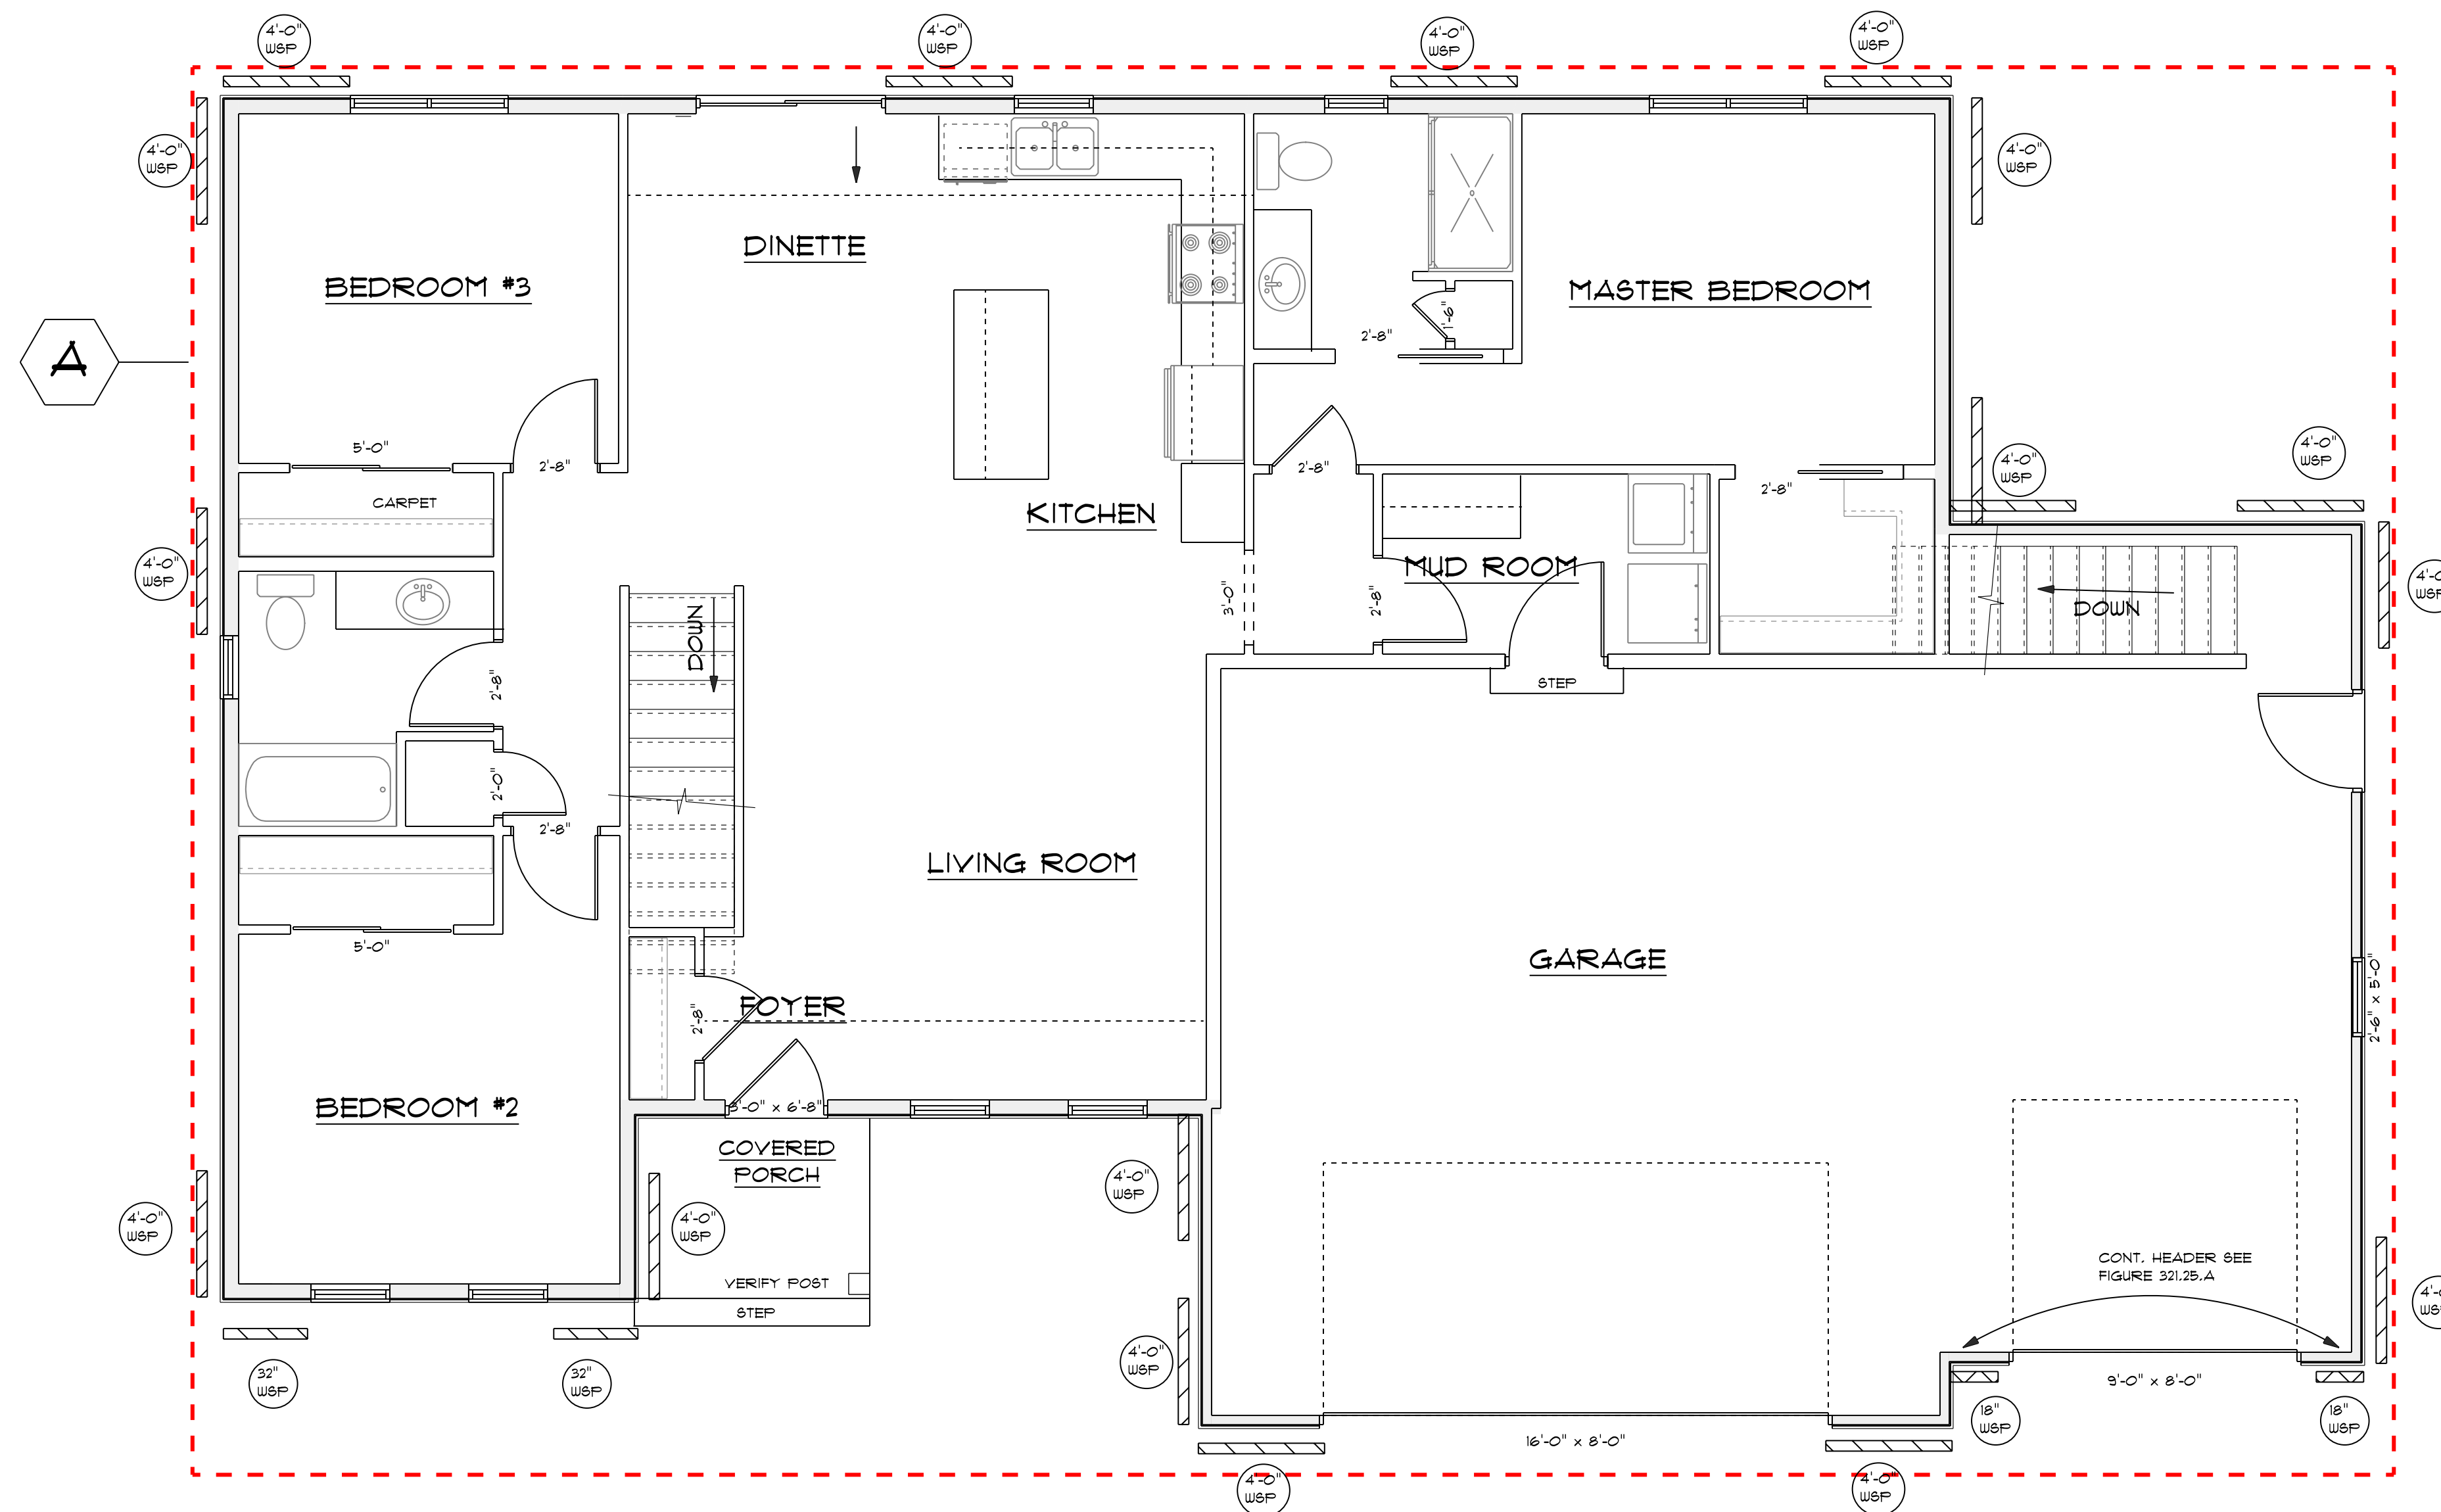 4'-0"
WSP
4'-0"
WSP
4'-0"
WSP
4'-0"
WSP
4'-0"
WSP
4'-0"
WSP
DINETTE
BEDROOM #3
MASTER BEDROOM
1'-6"
2'-8"
A
5'-0"
2'-8"
2'-8"
2'-8"
4'-0"
WSP
4'-0"
WSP
CARPET
KITCHEN
4'-0"
WSP
MUD ROOM
3'-0"
2'-8"
DOWN
DOWN
4'-0"
WSP
2'-8"
STEP
2'-0"
2'-8"
LIVING ROOM
5'-0"
GARAGE
2'-6" x 5'-0"
FOYER
2'-8"
BEDROOM #2
3'-0" x 6'-8"
COVERED
PORCH
4'-0"
WSP
4'-0"
WSP
4'-0"
WSP
VERIFY POST
STEP
CONT. HEADER SEE
FIGURE 321.25.A
4'-0"
WSP
4'-0"
WSP
32"
WSP
32"
WSP
9'-0" x 8'-0"
18"
WSP
18"
WSP
16'-0" x 8'-0"
4'-0"
WSP
4'-0"
WSP